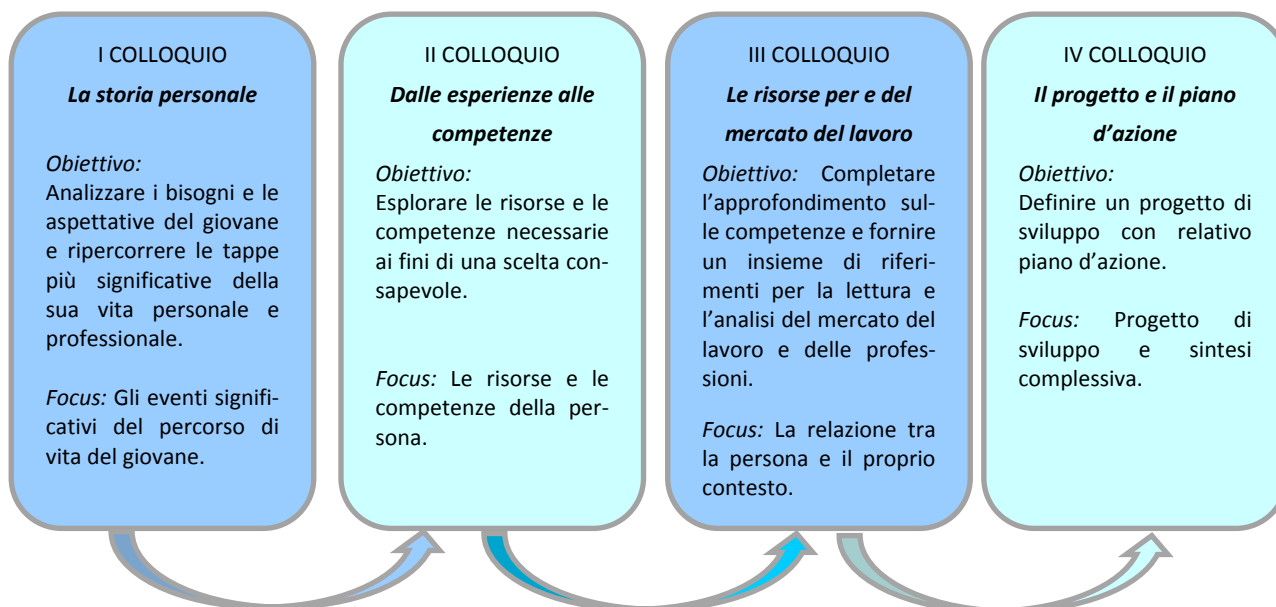 I COLLOQUIO
La storia personale
Obiettivo:
Analizzare i bisogni e le
aspettative del giovane
e ripercorrere le tappe
più significative della
sua vita personale e
professionale.
Focus: Gli eventi signifi-
cativi del percorso di
vita del giovane.
II COLLOQUIO
Dalle esperienze alle
competenze
Obiettivo:
Esplorare le risorse e le
competenze necessarie
ai fini di una scelta con-
sapevole.
Focus: Le risorse e le
competenze della per-
sona.
III COLLOQUIO
Le risorse per e del
mercato del lavoro
Obiettivo: Completare
l’approfondimento sul-
le competenze e fornire
un insieme di riferi-
menti per la lettura e
l’analisi del mercato del
lavoro e delle profes-
sioni.
Focus: La relazione tra
la persona e il proprio
contesto.
IV COLLOQUIO
Il progetto e il piano
d’azione
Obiettivo:
Definire un progetto di
sviluppo con relativo
piano d’azione.
Focus: Progetto di
sviluppo e sintesi
complessiva.